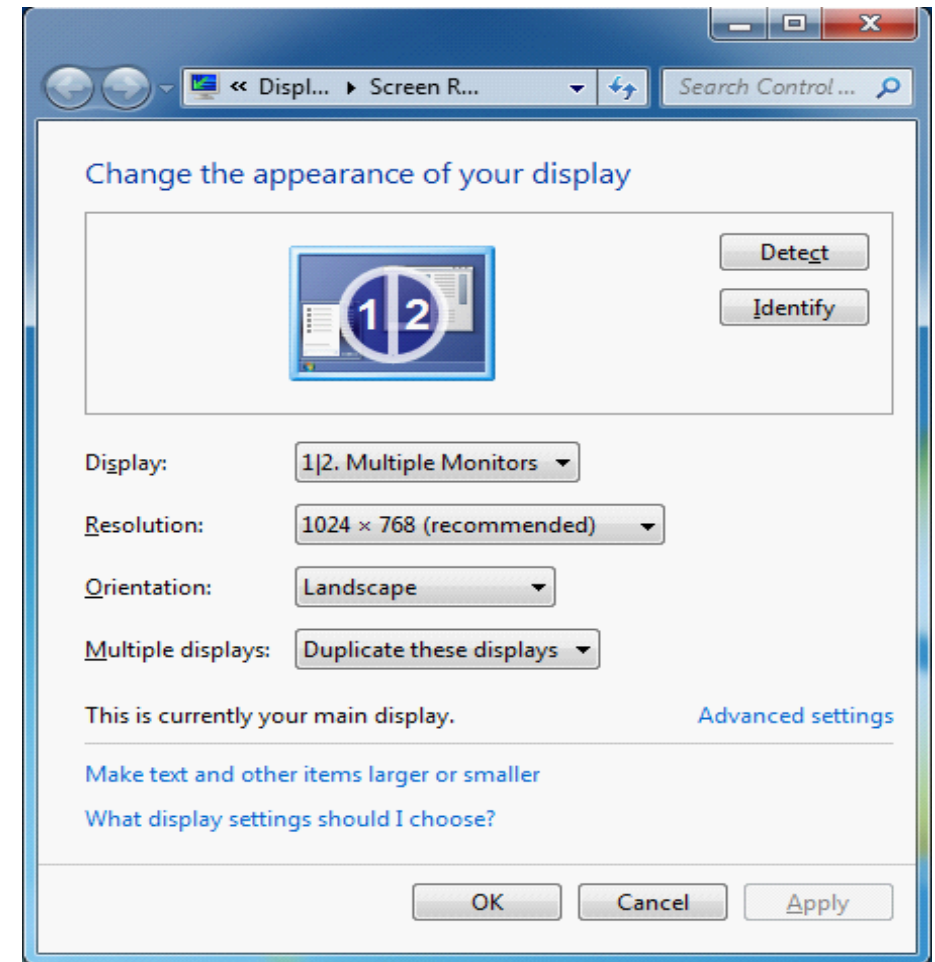 « Displ... Screen R... Search Control ...
Change the appearance of your display
Detect
1 2
Identify
Display: 1|2. Multiple Monitors
Resolution: 1024 × 768 (recommended)
Orientation: Landscape
Multiple displays: Duplicate these displays
This is currently your main display. Advanced settings
Make text and other items larger or smaller
What display settings should I choose?
OK Cancel Apply